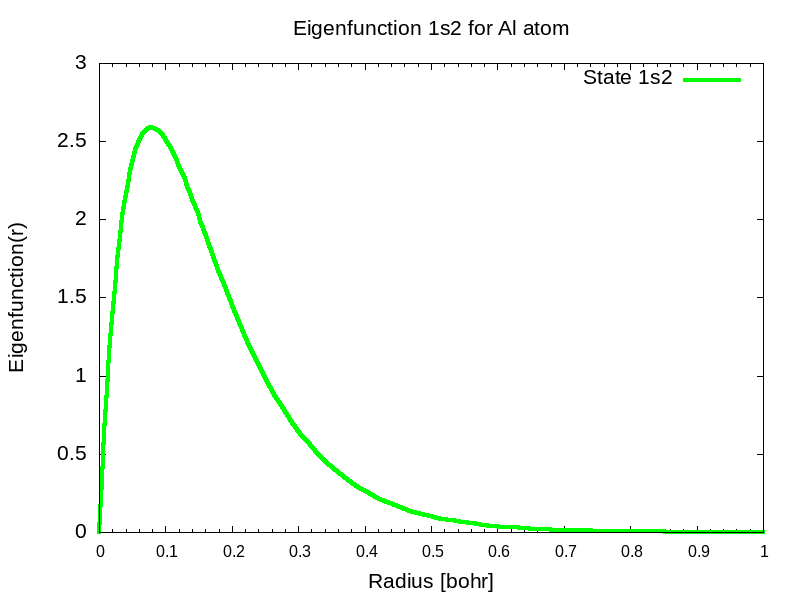 Eigenfunction 1s2 for Al atom
State 1s2
3
2.5
2
1.5
1
0.5
0
Eigenfunction(r)
0 0.1 0.2 0.3 0.4 0.5 0.6 0.7 0.8 0.9 1
Radius [bohr]